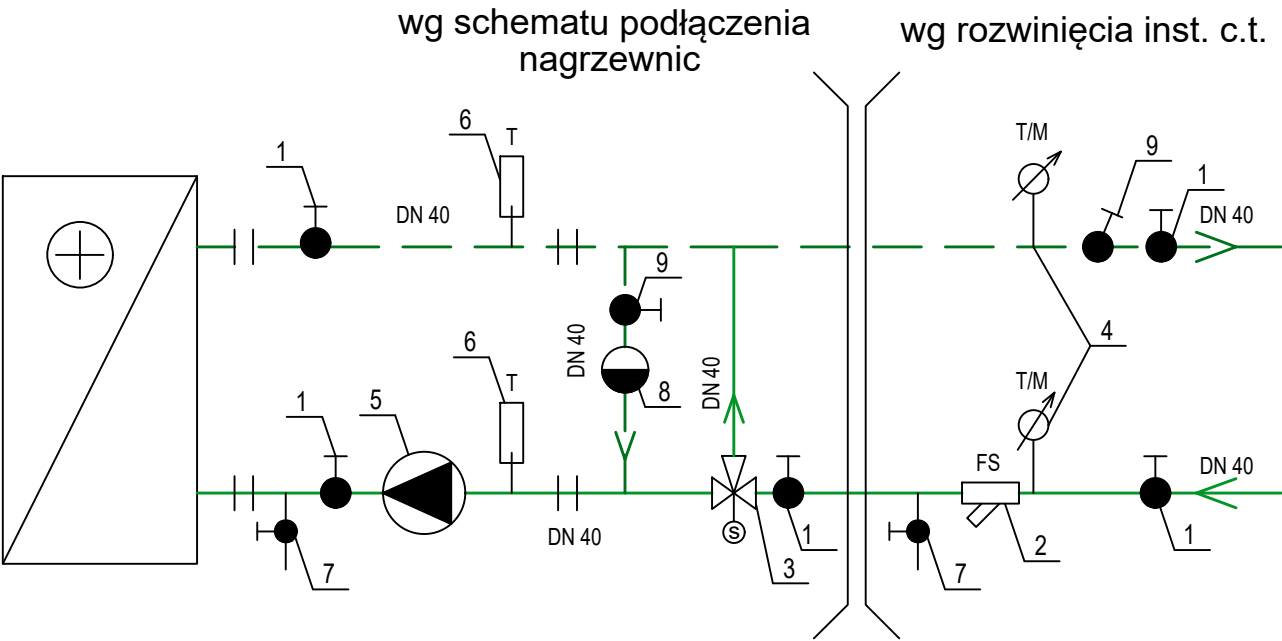 wg schematu podłączenia
nagrzewnic
wg rozwinięcia inst. c.t.
6
T
T/M
9
1
1
DN 40
DN 40
9
DN 40
8
DN 40
4
6
T
T/M
1
5
FS
DN 40
S
DN 40
1
3
7
7
2
1